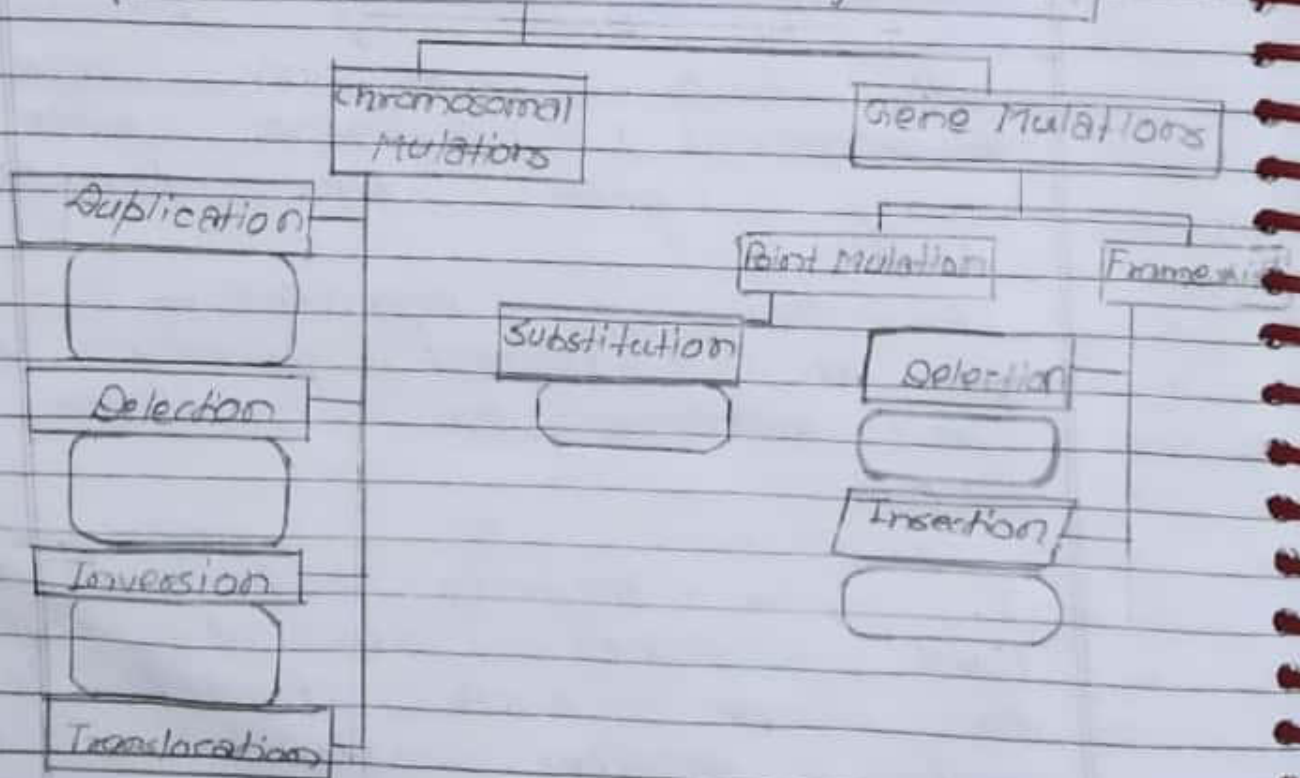 Chromosomal
Mutations
Gene Mutations
Duplication
Point Mutation
Substitution
Delection
Delection
Insection
Inversion
Translocation